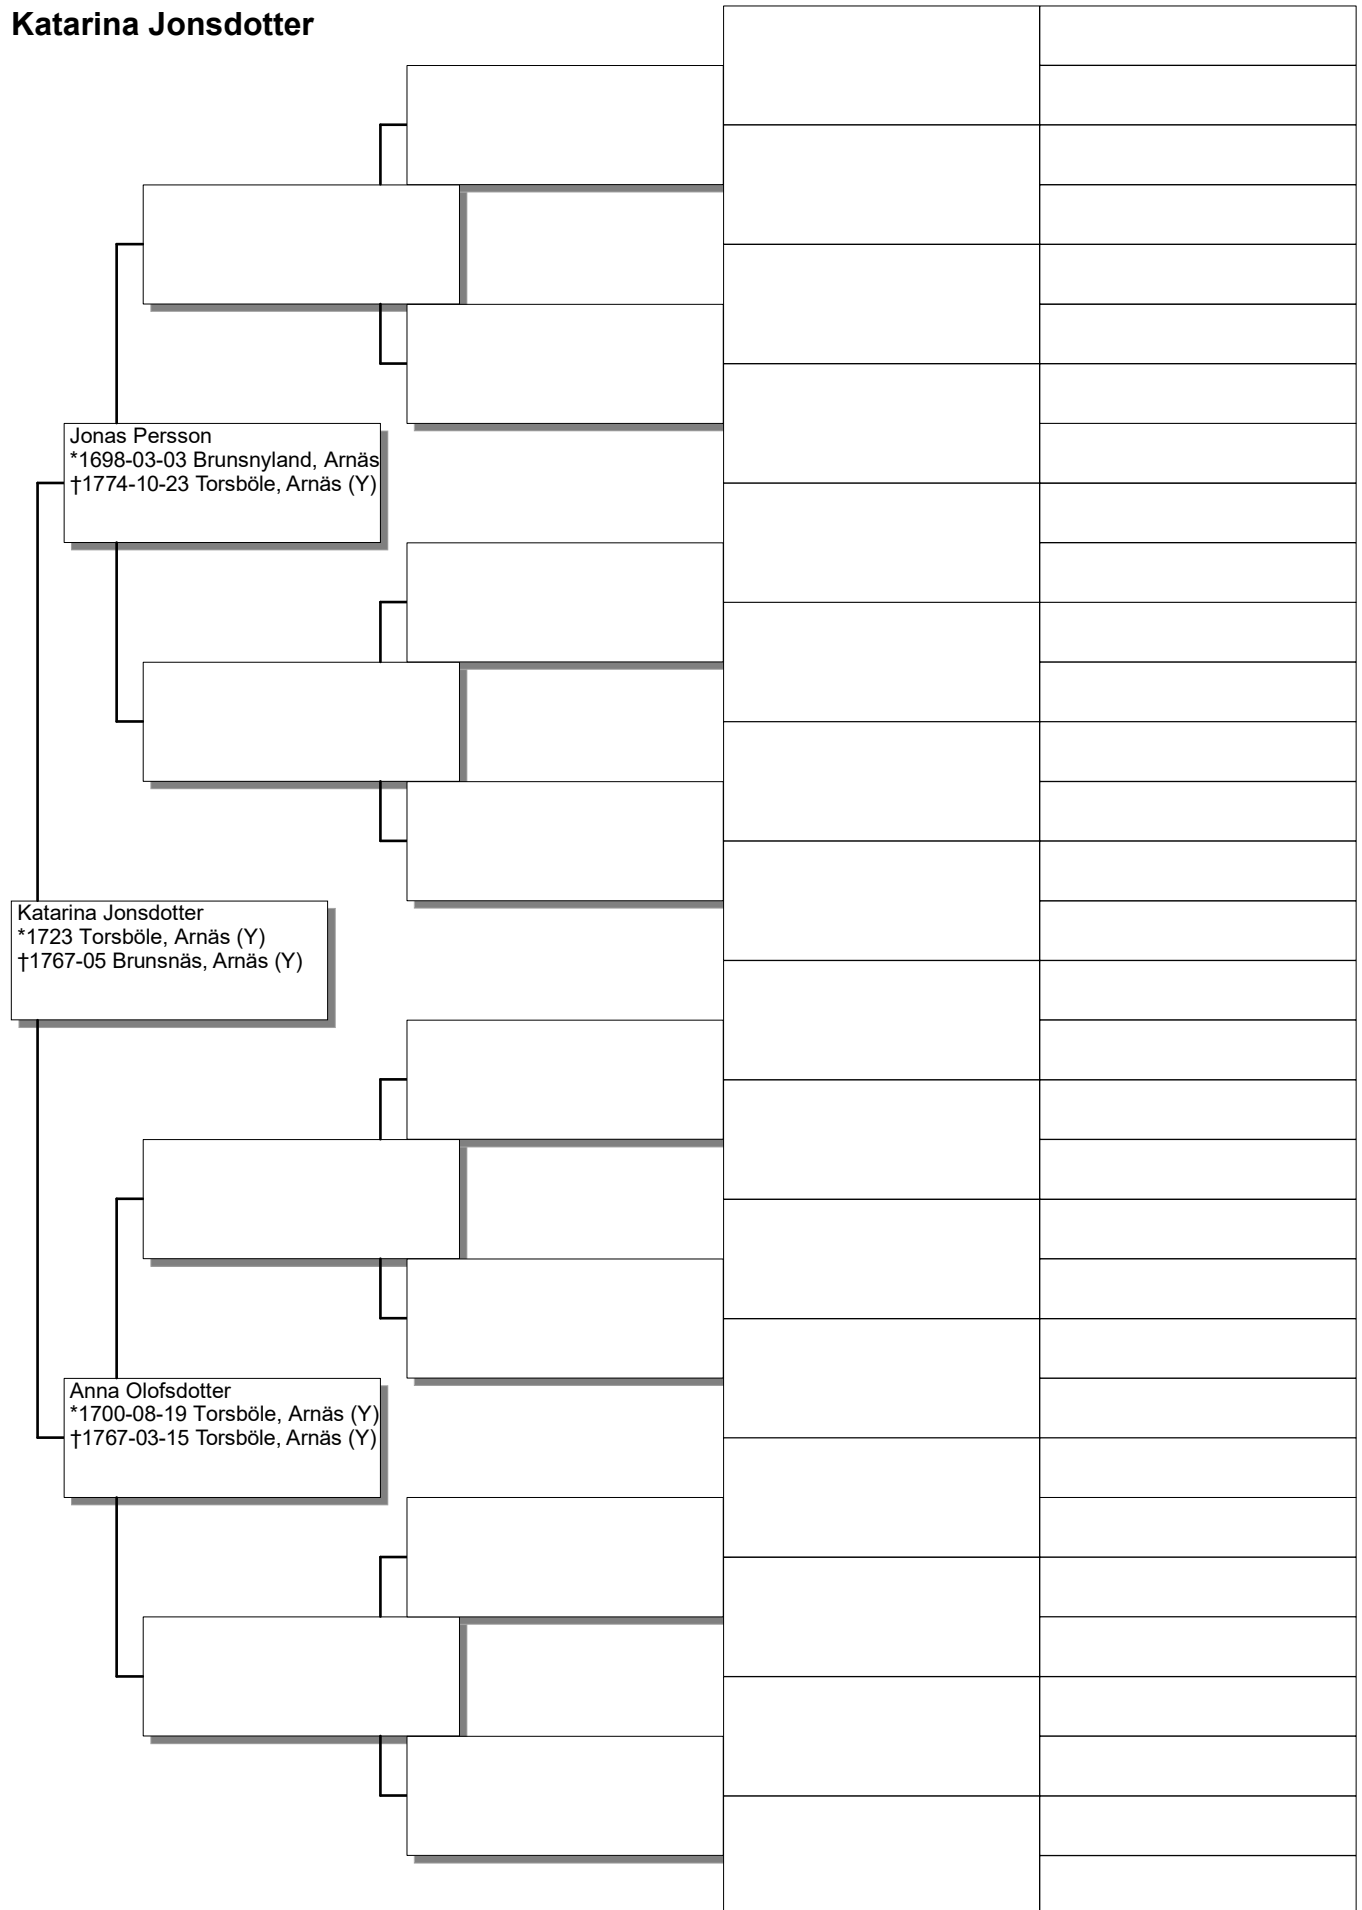 Katarina Jonsdotter
Jonas Persson
*1698-03-03 Brunsnyland, Arnäs
†1774-10-23 Torsböle, Arnäs (Y)
Katarina Jonsdotter
*1723 Torsböle, Arnäs (Y)
†1767-05 Brunsnäs, Arnäs (Y)
Anna Olofsdotter
*1700-08-19 Torsböle, Arnäs (Y)
†1767-03-15 Torsböle, Arnäs (Y)